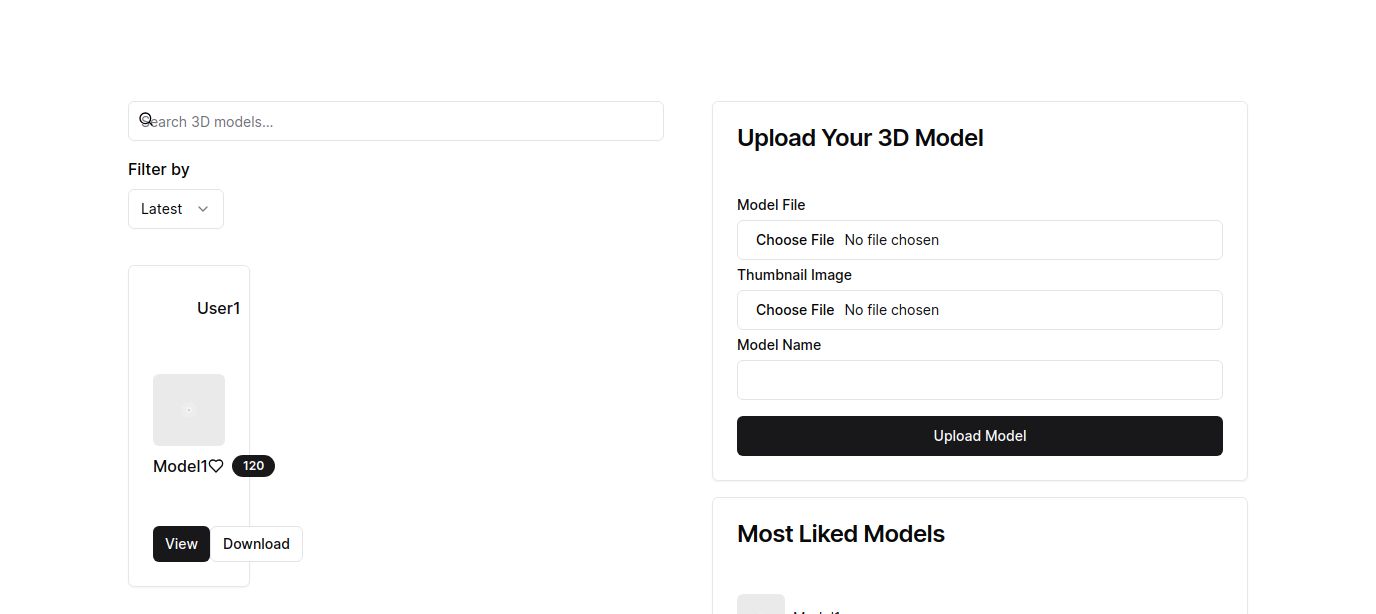 Search 3D models...
Filter by
Latest
User1
Model1
120
View
Download
Upload Your 3D Model
Model File
Choose File No file chosen
Thumbnail Image
Choose File No file chosen
Model Name
Upload Model
Most Liked Models
Model1